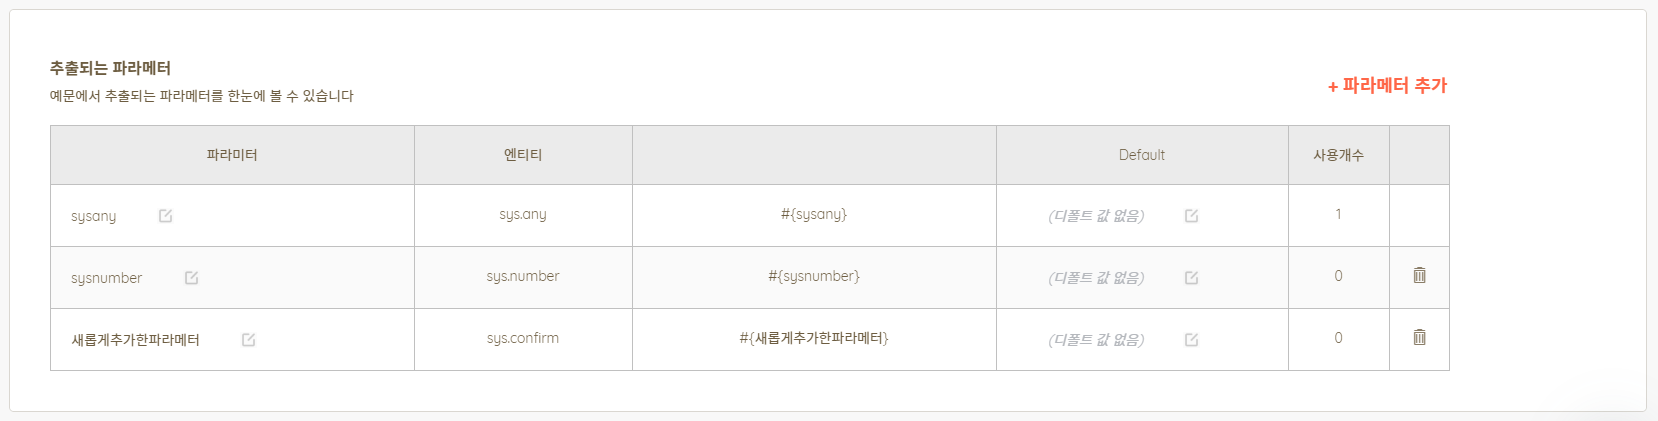 추출되는 파라메터
예문에서 추출되는 파라메터를 한눈에 볼 수 있습니다
+ 파라메터 추가
파라미터 엔티티 Default 사용개수
sysany sys.any #{sysany} (디폴트 값 없음) 1
sysnumber sys.number #{sysnumber} (디폴트 값 없음) 0
새롭게추가한파라메터 sys.confirm #{새롭게추가한파라메터} (디폴트 값 없음) 0